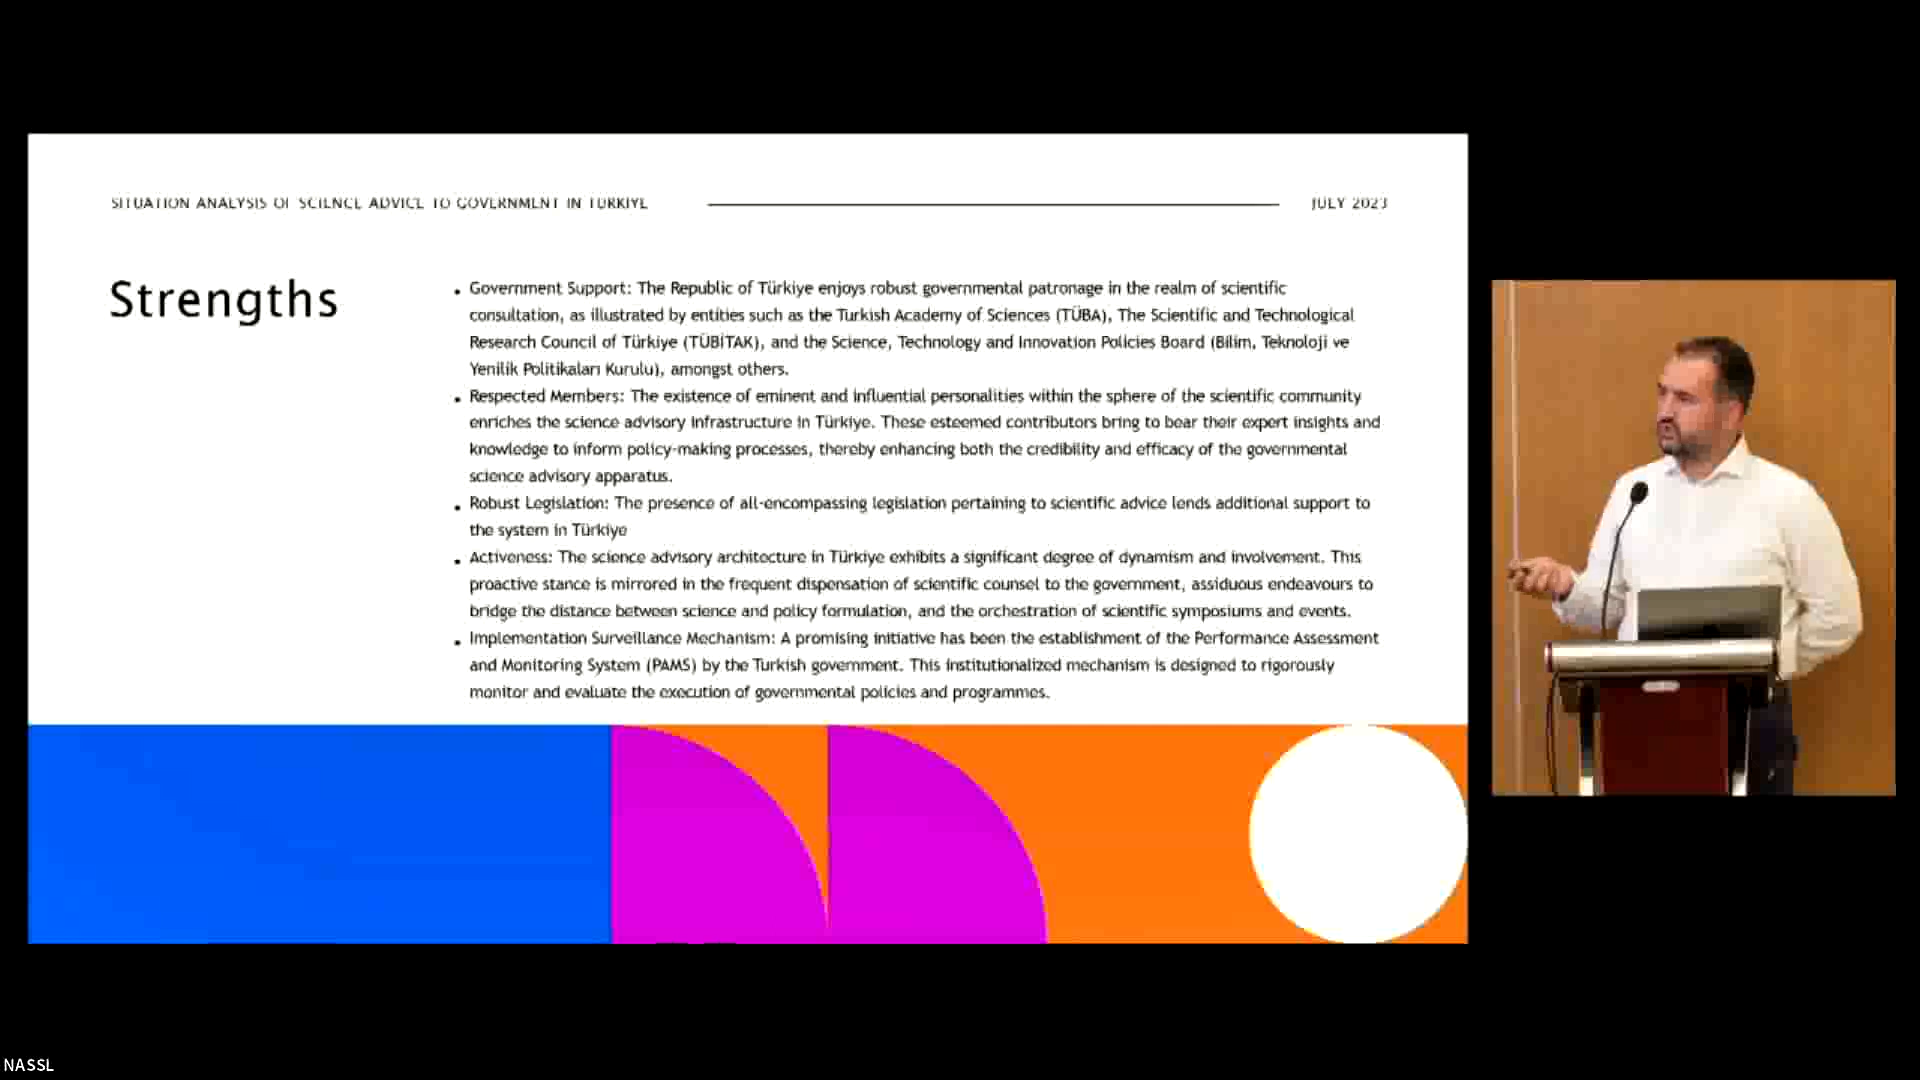 SITUATION ANALYSIS OF SCIENCE ADVICE TO GOVERNMENT IN TÜRKİYE
JULY 2023
Strengths
• Government Support: The Republic of Türkiye enjoys robust governmental patronage in the realm of scientific
consultation, as illustrated by entities such as the Turkish Academy of Sciences (TÜBA), The Scientific and Technological
Research Council of Türkiye (TÜBİTAK), and the Science, Technology and Innovation Policies Board (Bilim, Teknoloji ve
Yenilik Politikaları Kurulu), amongst others.
• Respected Members: The existence of eminent and influential personalities within the sphere of the scientific community
enriches the science advisory infrastructure in Türkiye. These esteemed contributors bring to bear their expert insights and
knowledge to inform policy-making processes, thereby enhancing both the credibility and efficacy of the governmental
science advisory apparatus.
• Robust Legislation: The presence of all-encompassing legislation pertaining to scientific advice lends additional support to
the system in Türkiye
• Activeness: The science advisory architecture in Türkiye exhibits a significant degree of dynamism and involvement. This
proactive stance is mirrored in the frequent dispensation of scientific counsel to the government, assiduous endeavours to
bridge the distance between science and policy formulation, and the orchestration of scientific symposiums and events.
• Implementation Surveillance Mechanism: A promising initiative has been the establishment of the Performance Assessment
and Monitoring System (PAMS) by the Turkish government. This institutionalized mechanism is designed to rigorously
monitor and evaluate the execution of governmental policies and programmes.
NASSL